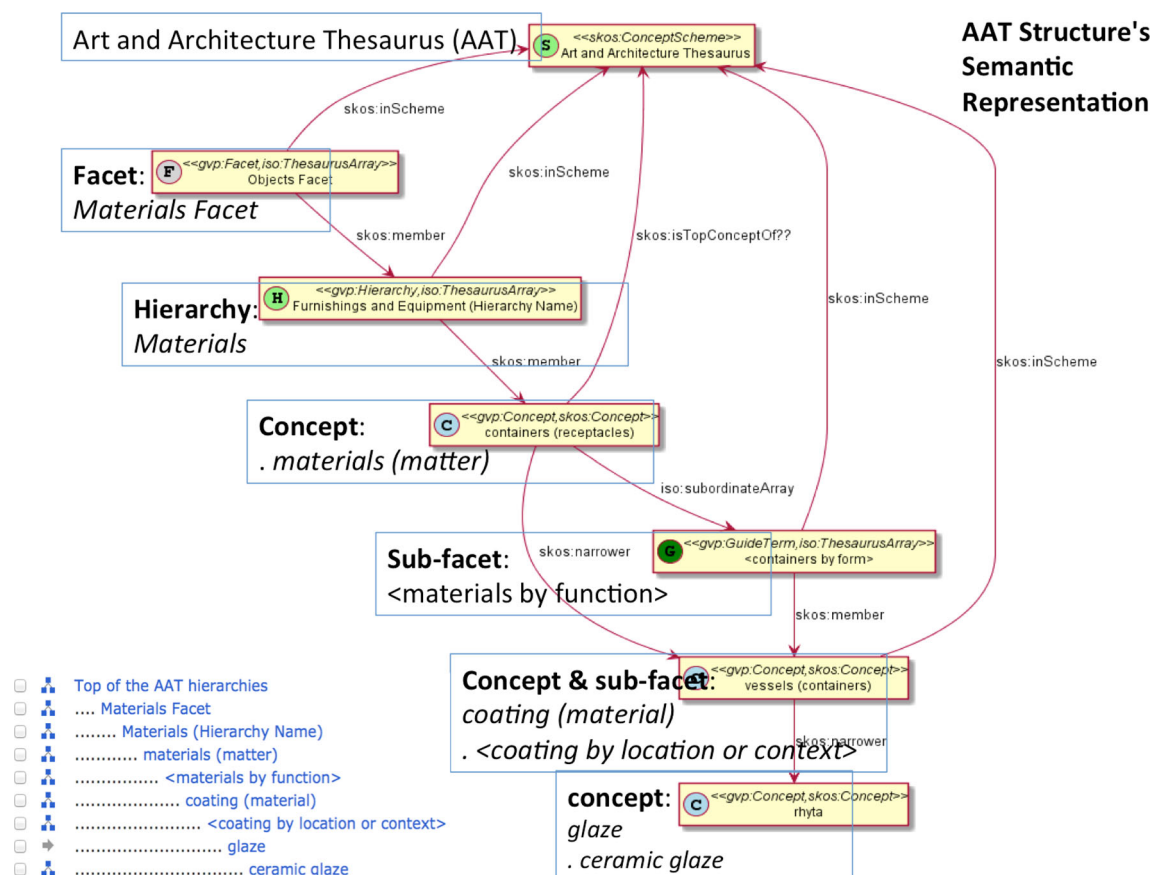 Art and Architecture Thesaurus (AAT)
S
<<skos:ConceptScheme>>
Art and Architecture Thesaurus
AAT Structure's
Semantic
Representation
skos:inScheme
Facet:
Materials Facet
F
<<gvp:Facet,iso:ThesaurusArray>>
Objects Facet
skos:inScheme
skos:member
skos:isTopConceptOf??
Hierarchy:
Materials
H
<<gvp:Hierarchy,iso:ThesaurusArray>>
Furnishings and Equipment (Hierarchy Name)
skos:inScheme
skos:member
skos:inScheme
Concept:
. materials (matter)
C
<<gvp:Concept,skos:Concept>>
containers (receptacles)
iso:subordinateArray
skos:narrower
Sub-facet:
<materials by function>
G
<<gvp:GuideTerm,iso:ThesaurusArray>>
<containers by form>
skos:member
Concept & sub-facet:
coating (material)
. <coating by location or context>
<<gvp:Concept,skos:Concept>>
vessels (containers)
skos:narrower
concept:
glaze
. ceramic glaze
C
<<gvp:Concept,skos:Concept>>
rhyta
Top of the AAT hierarchies
.... Materials Facet
........ Materials (Hierarchy Name)
............ materials (matter)
................ <materials by function>
.................... coating (material)
........................ <coating by location or context>
............................ glaze
................................ ceramic glaze